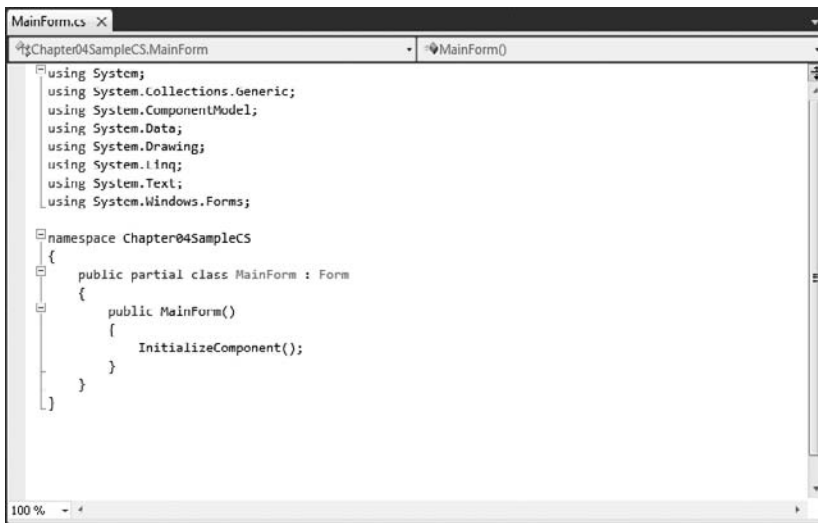 MainForm.cs X
Chapter04SampleCS.MainForm MainForm()
using System;
using System.Collections.Generic;
using System.ComponentModel;
using System.Data;
using System.Drawing;
using System.Linq;
using System.Text;
using System.Windows.Forms;
namespace Chapter04SampleCS
{
public partial class MainForm : Form
{
public MainForm()
{
InitializeComponent();
}
}
}
100 %